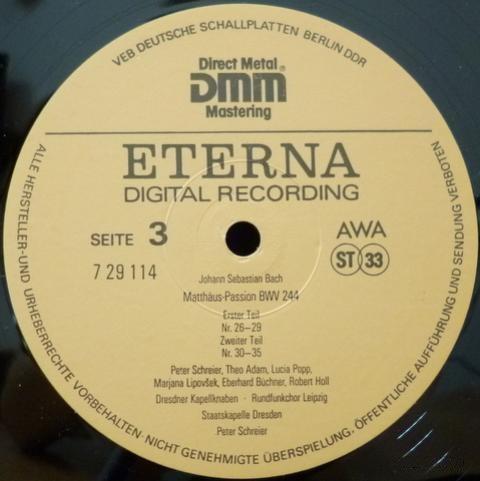 VEB DEUTSCHE SCHALLPLATTEN BERLIN DDR
Direct Metal
DMM®
Mastering
ETERNA
DIGITAL RECORDING
SEITE 3
AWA
7 29 114
ST 33
Johann Sebastian Bach
Matthäus-Passion BWV 244
Erster Teil
Nr. 26–29
Zweiter Teil
Nr. 30–35
Peter Schreier, Theo Adam, Lucia Popp,
Marjana Lipovšek, Eberhard Büchner, Robert Holl
Dresdner Kapellknaben · Rundfunkchor Leipzig
Staatskapelle Dresden
Peter Schreier
ALLE HERSTELLER-UND URHEBERRECHTE VORBEHALTEN · NICHT GENEHMIGTE ÜBERSPIELUNG, ÖFFENTLICHE AUFFÜHRUNG UND SENDUNG VERBOTEN